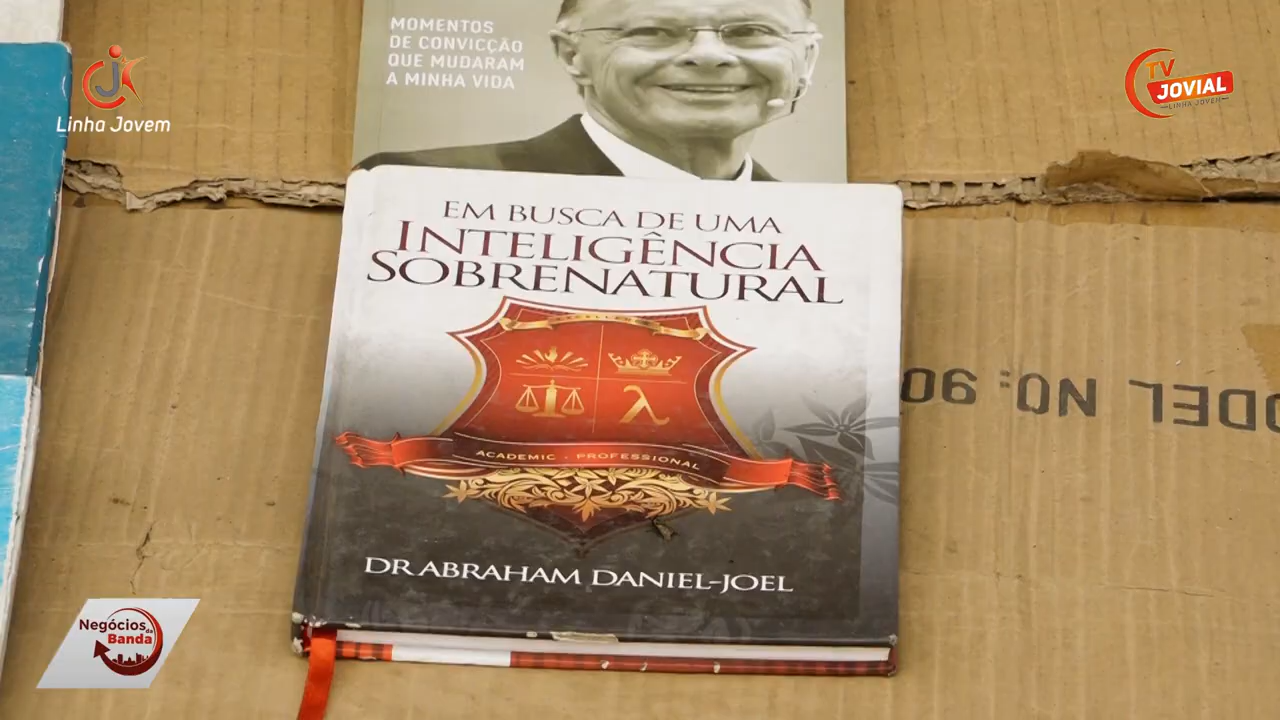 MOMENTOS
DE CONVICÇÃO
QUE MUDARAM
A MINHA VIDA
Linha Jovem
TV
JOVIAL
LINHA JOVEM
EM BUSCA DE UMA
INTELIGÊNCIA
SOBRENATURAL
ACADEMIC - PROFESSIONAL
DR ABRAHAM DANIEL-JOEL
ODEL NO: 90
Negócios da
Banda